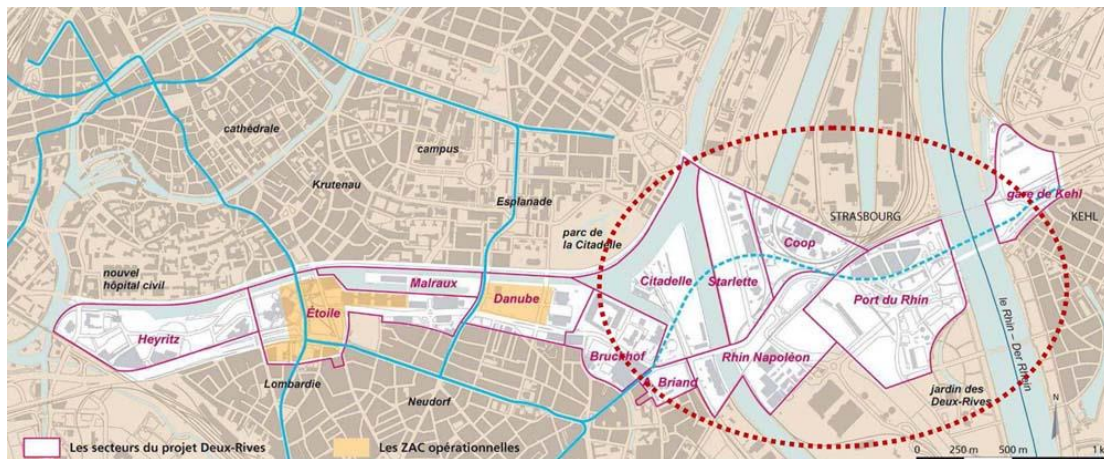 cathédrale
campus
Krutenau
Esplanade
parc de
la Citadelle
nouvel
hôpital civil
Heyritz
Étoile
Malraux
Danube
Lombardie
Neudorf
Bruckhof
Briand
Citadelle
Starlette
Coop
Rhin Napoléon
Port du Rhin
STRASBOURG
gare de Kehl
KEHL
le Rhin – Der Rhein
jardin des
Deux-Rives
N
0 250 m 500 m 1 k
Les secteurs du projet Deux-Rives
Les ZAC opérationnelles